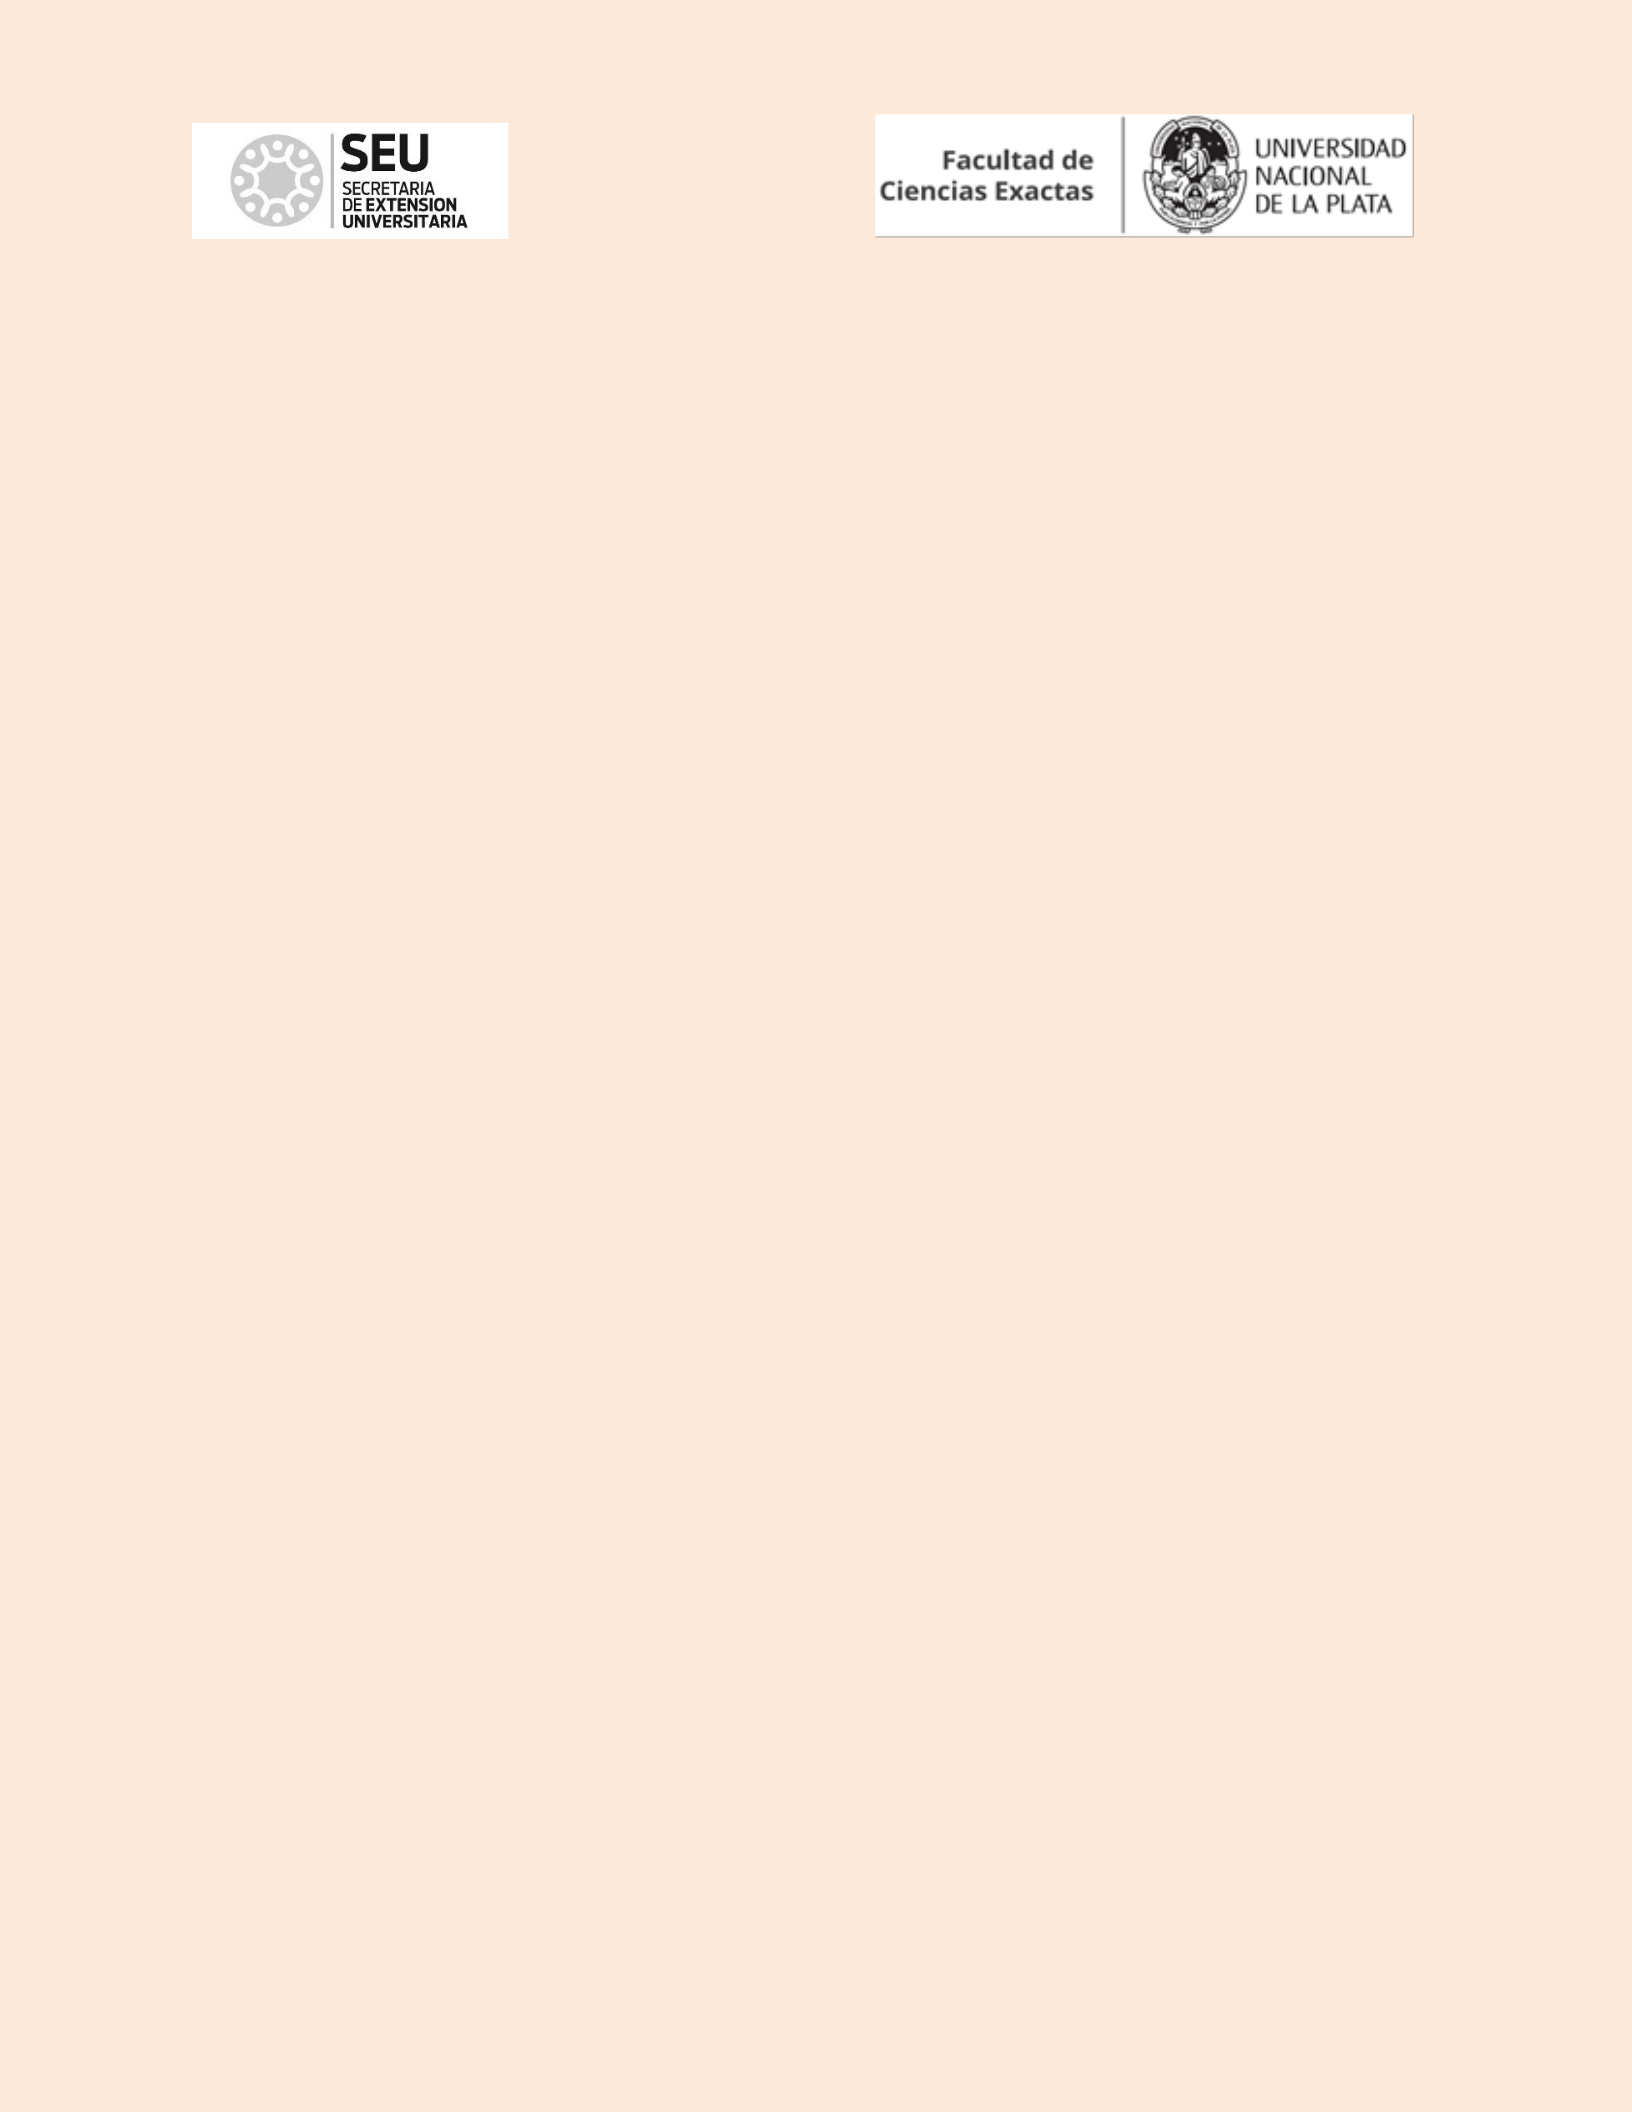 SEU
SECRETARIA
DE EXTENSION
UNIVERSITARIA
Facultad de
Ciencias Exactas
UNIVERSIDAD
NACIONAL
DE LA PLATA